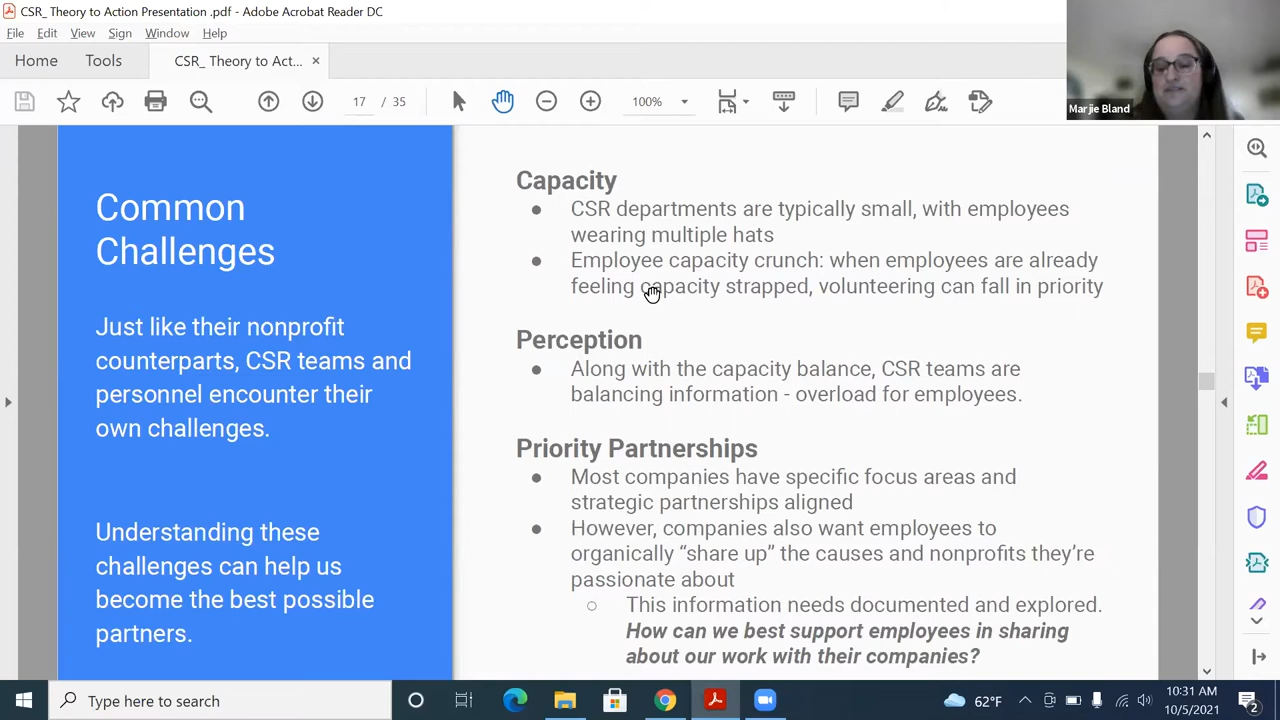 CSR_ Theory to Action Presentation .pdf - Adobe Acrobat Reader DC
File Edit View Sign Window Help
Home Tools CSR_ Theory to Act... ×
17 / 35 100%
Marjie Bland
Common
Challenges
Just like their nonprofit
counterparts, CSR teams and
personnel encounter their
own challenges.
Understanding these
challenges can help us
become the best possible
partners.
Capacity
● CSR departments are typically small, with employees
wearing multiple hats
● Employee capacity crunch: when employees are already
feeling capacity strapped, volunteering can fall in priority
Perception
● Along with the capacity balance, CSR teams are
balancing information - overload for employees.
Priority Partnerships
● Most companies have specific focus areas and
strategic partnerships aligned
● However, companies also want employees to
organically “share up” the causes and nonprofits they’re
passionate about
○ This information needs documented and explored.
How can we best support employees in sharing
about our work with their companies?
Type here to search
62°F
10:31 AM
10/5/2021
2